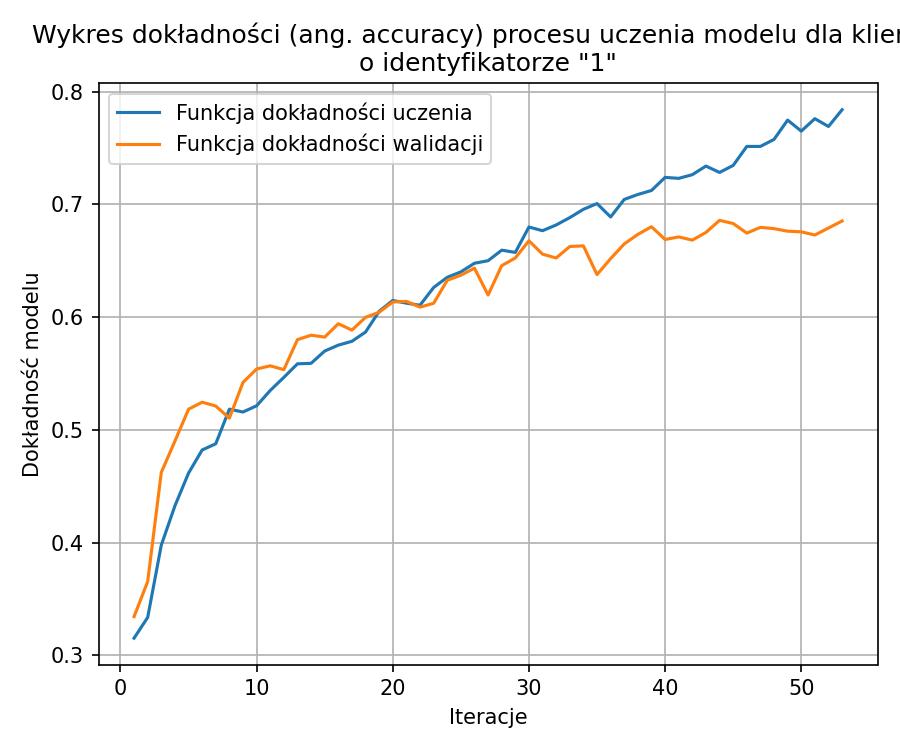 Wykres dokładności (ang. accuracy) procesu uczenia modelu dla
o identyfikatorze "1"
Funkcja dokładności uczenia
Funkcja dokładności walidacji
0.8
0.7
0.6
0.5
0.4
0.3
Dokładność modelu
0 10 20 30 40 50
Iteracje